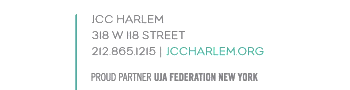 JCC HARLEM
318 W 118 STREET
212.865.1215 | JCCHARLEM.ORG
PROUD PARTNER UJA FEDERATION NEW YORK